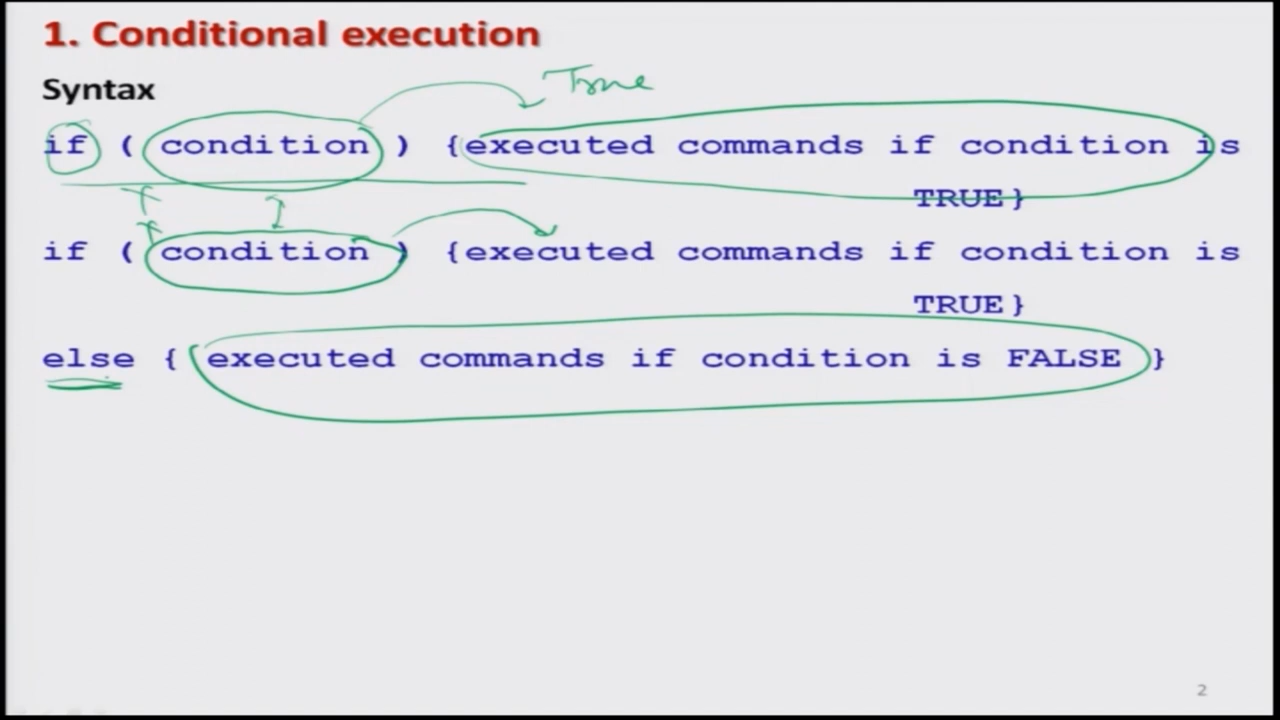 1. Conditional execution
Syntax
True
if ( condition ) {executed commands if condition is
TRUE}
if ( condition ) {executed commands if condition is
TRUE}
else { executed commands if condition is FALSE }
2